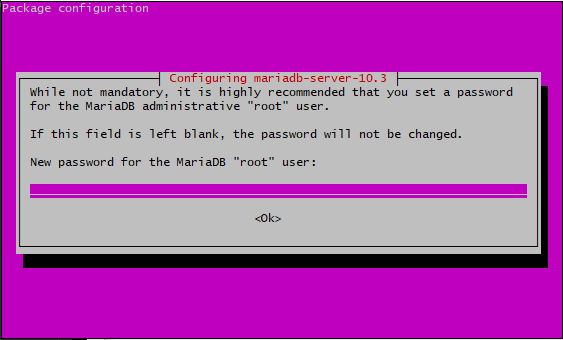 Package configuration
Configuring mariadb-server-10.3
While not mandatory, it is highly recommended that you set a password
for the MariaDB administrative "root" user.
If this field is left blank, the password will not be changed.
New password for the MariaDB "root" user:
<Ok>